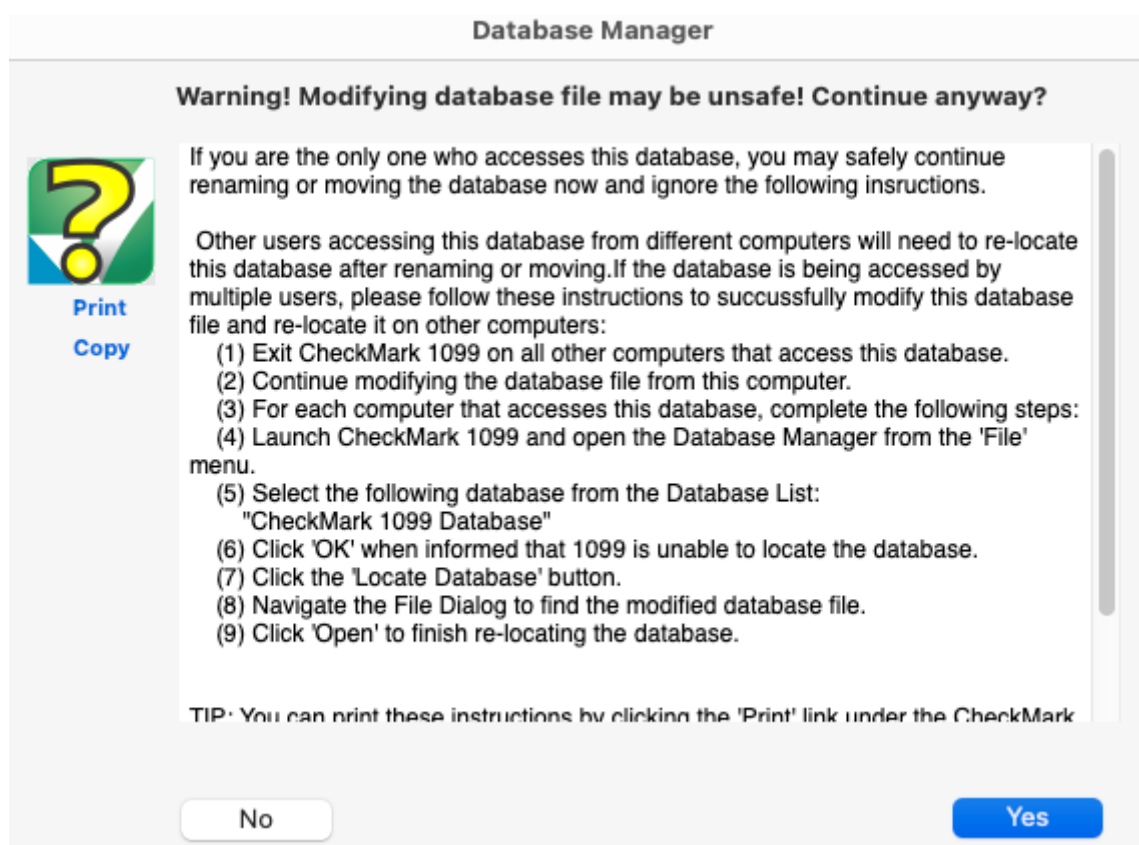 Database Manager
Warning! Modifying database file may be unsafe! Continue anyway?
If you are the only one who accesses this database, you may safely continue
renaming or moving the database now and ignore the following insructions.
Other users accessing this database from different computers will need to re-locate
this database after renaming or moving.If the database is being accessed by
multiple users, please follow these instructions to succussfully modify this database
file and re-locate it on other computers:
(1) Exit CheckMark 1099 on all other computers that access this database.
(2) Continue modifying the database file from this computer.
(3) For each computer that accesses this database, complete the following steps:
(4) Launch CheckMark 1099 and open the Database Manager from the 'File'
menu.
(5) Select the following database from the Database List:
"CheckMark 1099 Database"
(6) Click 'OK' when informed that 1099 is unable to locate the database.
(7) Click the 'Locate Database' button.
(8) Navigate the File Dialog to find the modified database file.
(9) Click 'Open' to finish re-locating the database.
TIP: You can print these instructions by clicking the 'Print' link under the CheckMark
?
Print
Copy
No
Yes